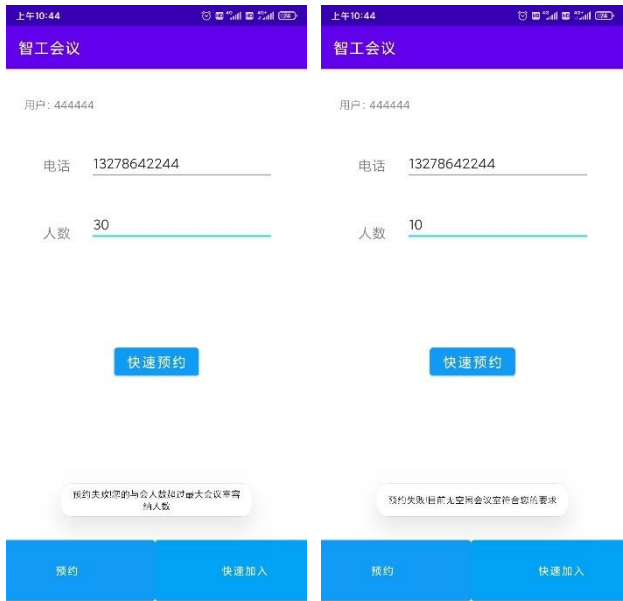 上午10:44
智工会议
用户: 444444
电话 13278642244
人数 30
快速预约
预约失败!您的与会人数超过最大会议室容
纳人数
预约 快速加入
上午10:44
智工会议
用户: 444444
电话 13278642244
人数 10
快速预约
预约失败!目前无空闲会议室符合您的要求
预约 快速加入